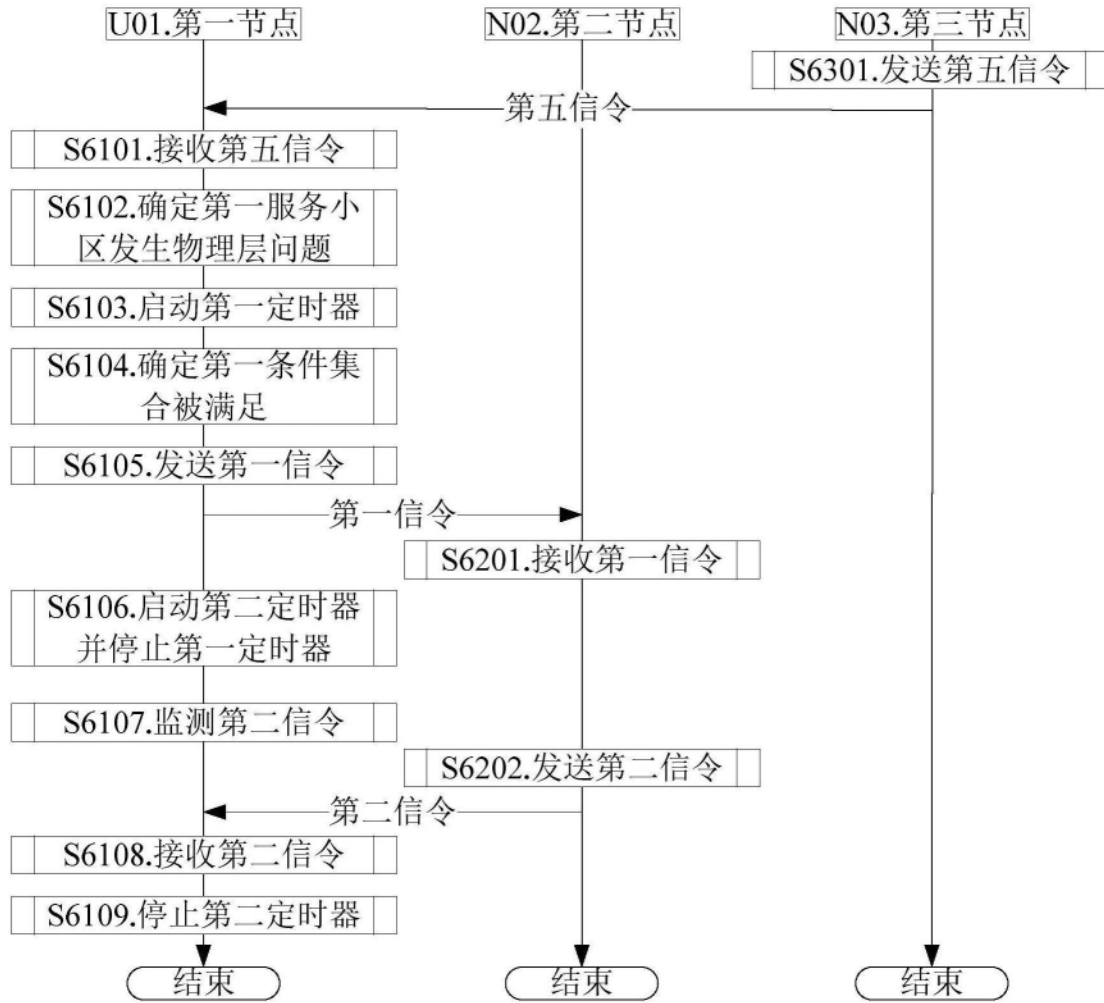 U01.第一节点
N02.第二节点
N03.第三节点
S6301.发送第五信令
第五信令
S6101.接收第五信令
S6102.确定第一服务小
区发生物理层问题
S6103.启动第一定时器
S6104.确定第一条件集
合被满足
S6105.发送第一信令
第一信令
S6201.接收第一信令
S6106.启动第二定时器
并停止第一定时器
S6107.监测第二信令
S6202.发送第二信令
第二信令
S6108.接收第二信令
S6109.停止第二定时器
结束
结束
结束